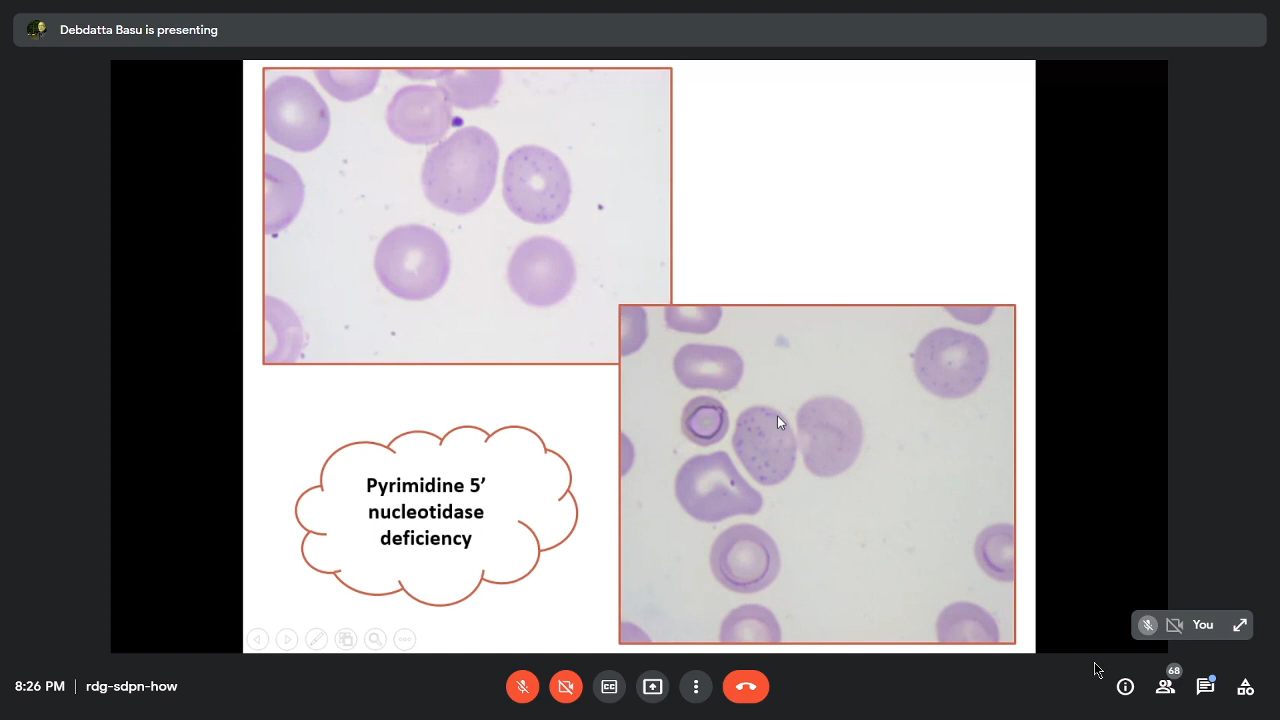 Debdatta Basu is presenting
Pyrimidine 5’
nucleotidase
deficiency
You
68
8:26 PM | rdg-sdpn-how